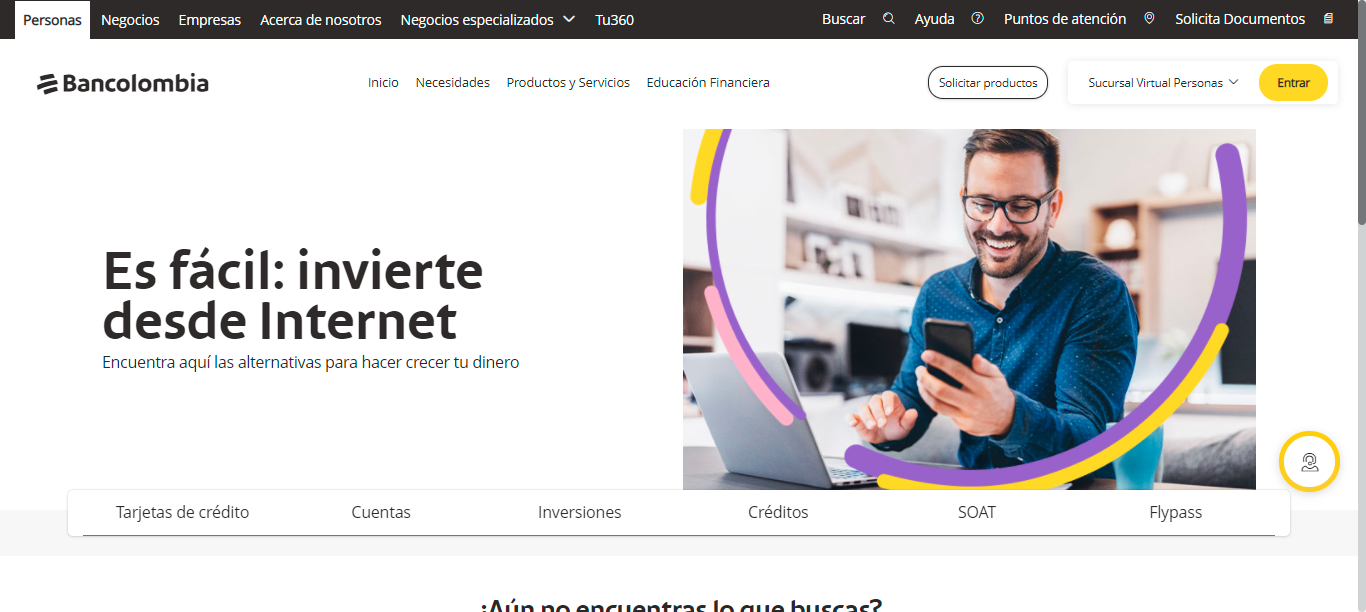 Personas Negocios Empresas Acerca de nosotros Negocios especializados Tu360 Buscar Ayuda Puntos de atención Solicita Documentos
Bancolombia Inicio Necesidades Productos y Servicios Educación Financiera Solicitar productos Sucursal Virtual Personas Entrar
Es fácil: invierte
desde Internet
Encuentra aquí las alternativas para hacer crecer tu dinero
Tarjetas de crédito Cuentas Inversiones Créditos SOAT Flypass
¿Aún no encuentras lo que buscas?